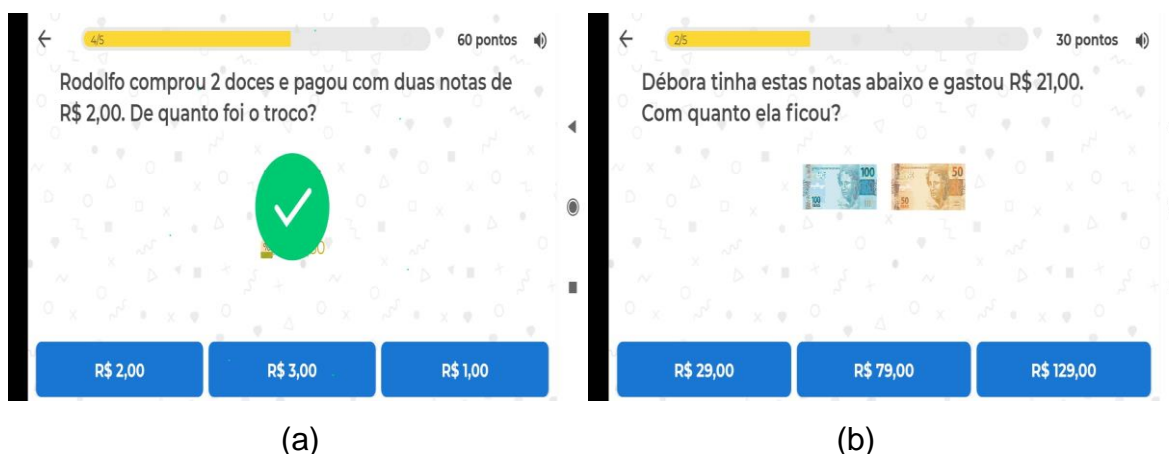 4/5
60 pontos
Rodolfo comprou 2 doces e pagou com duas notas de
R$ 2,00. De quanto foi o troco?
R$ 2,00
R$ 3,00
R$ 1,00
(a)
2/5
30 pontos
Débora tinha estas notas abaixo e gastou R$ 21,00.
Com quanto ela ficou?
100
100
50
50
R$ 29,00
R$ 79,00
R$ 129,00
(b)